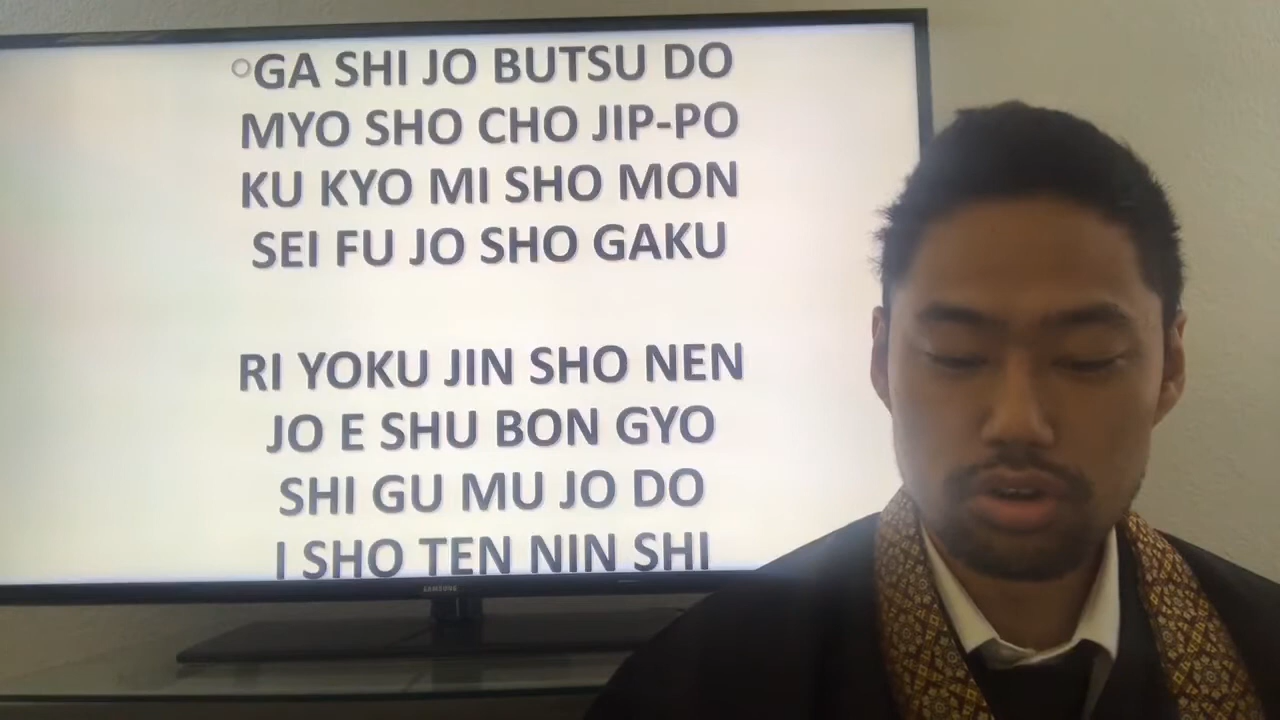 °GA SHI JO BUTSU DO
MYO SHO CHO JIP-PO
KU KYO MI SHO MON
SEI FU JO SHO GAKU
RI YOKU JIN SHO NEN
JO E SHU BON GYO
SHI GU MU JO DO
I SHO TEN NIN SHI
SAMSUNG